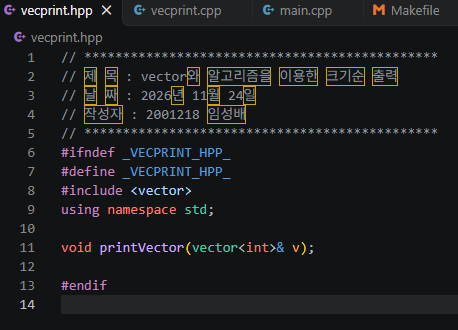 vecprint.hpp × vecprint.cpp main.cpp Makefile
vecprint.hpp
1 // ***********************************************
2 // 제 목 : vector와 알고리즘을 이용한 크기순 출력
3 // 날 짜 : 2026년 11월 24일
4 // 작성자 : 2001218 임성배
5 // ***********************************************
6 #ifndef _VECPRINT_HPP_
7 #define _VECPRINT_HPP_
8 #include <vector>
9 using namespace std;
10
11 void printVector(vector<int>& v);
12
13 #endif
14